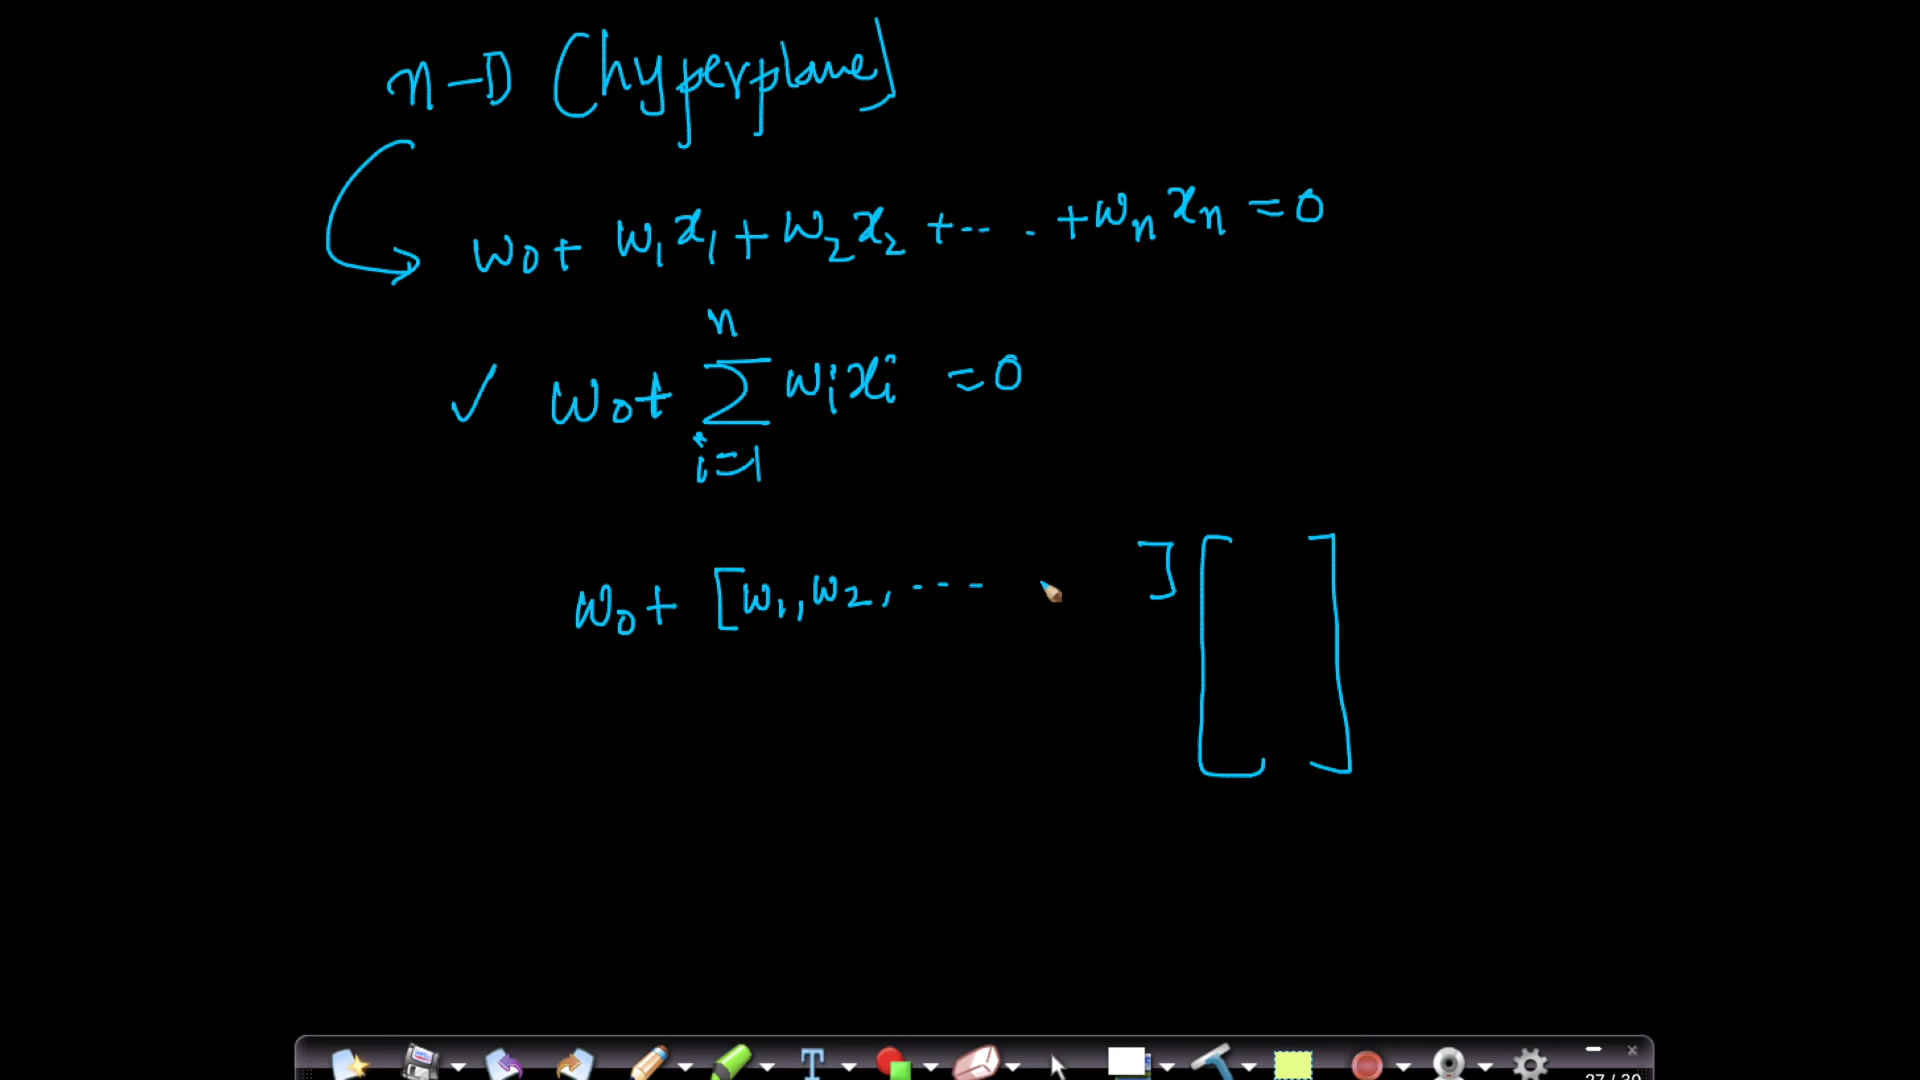 n-D (hyperplane)
w₀ + w₁x₁ + w₂x₂ + -- . + wₙxₙ = 0
n
✓ w₀ + ∑ wᵢxᵢ = 0
i=1
w₀ + [w₁, w₂, --- ] [ ]
T